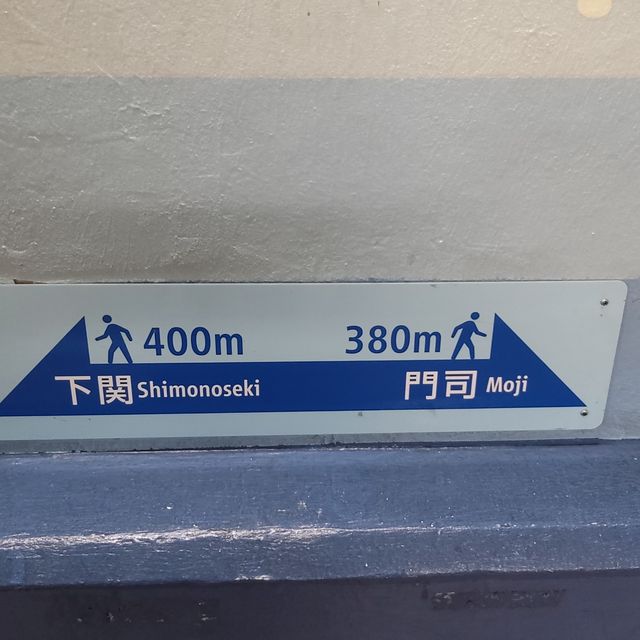 400m 380m
下関 Shimonoseki 門司 Moji